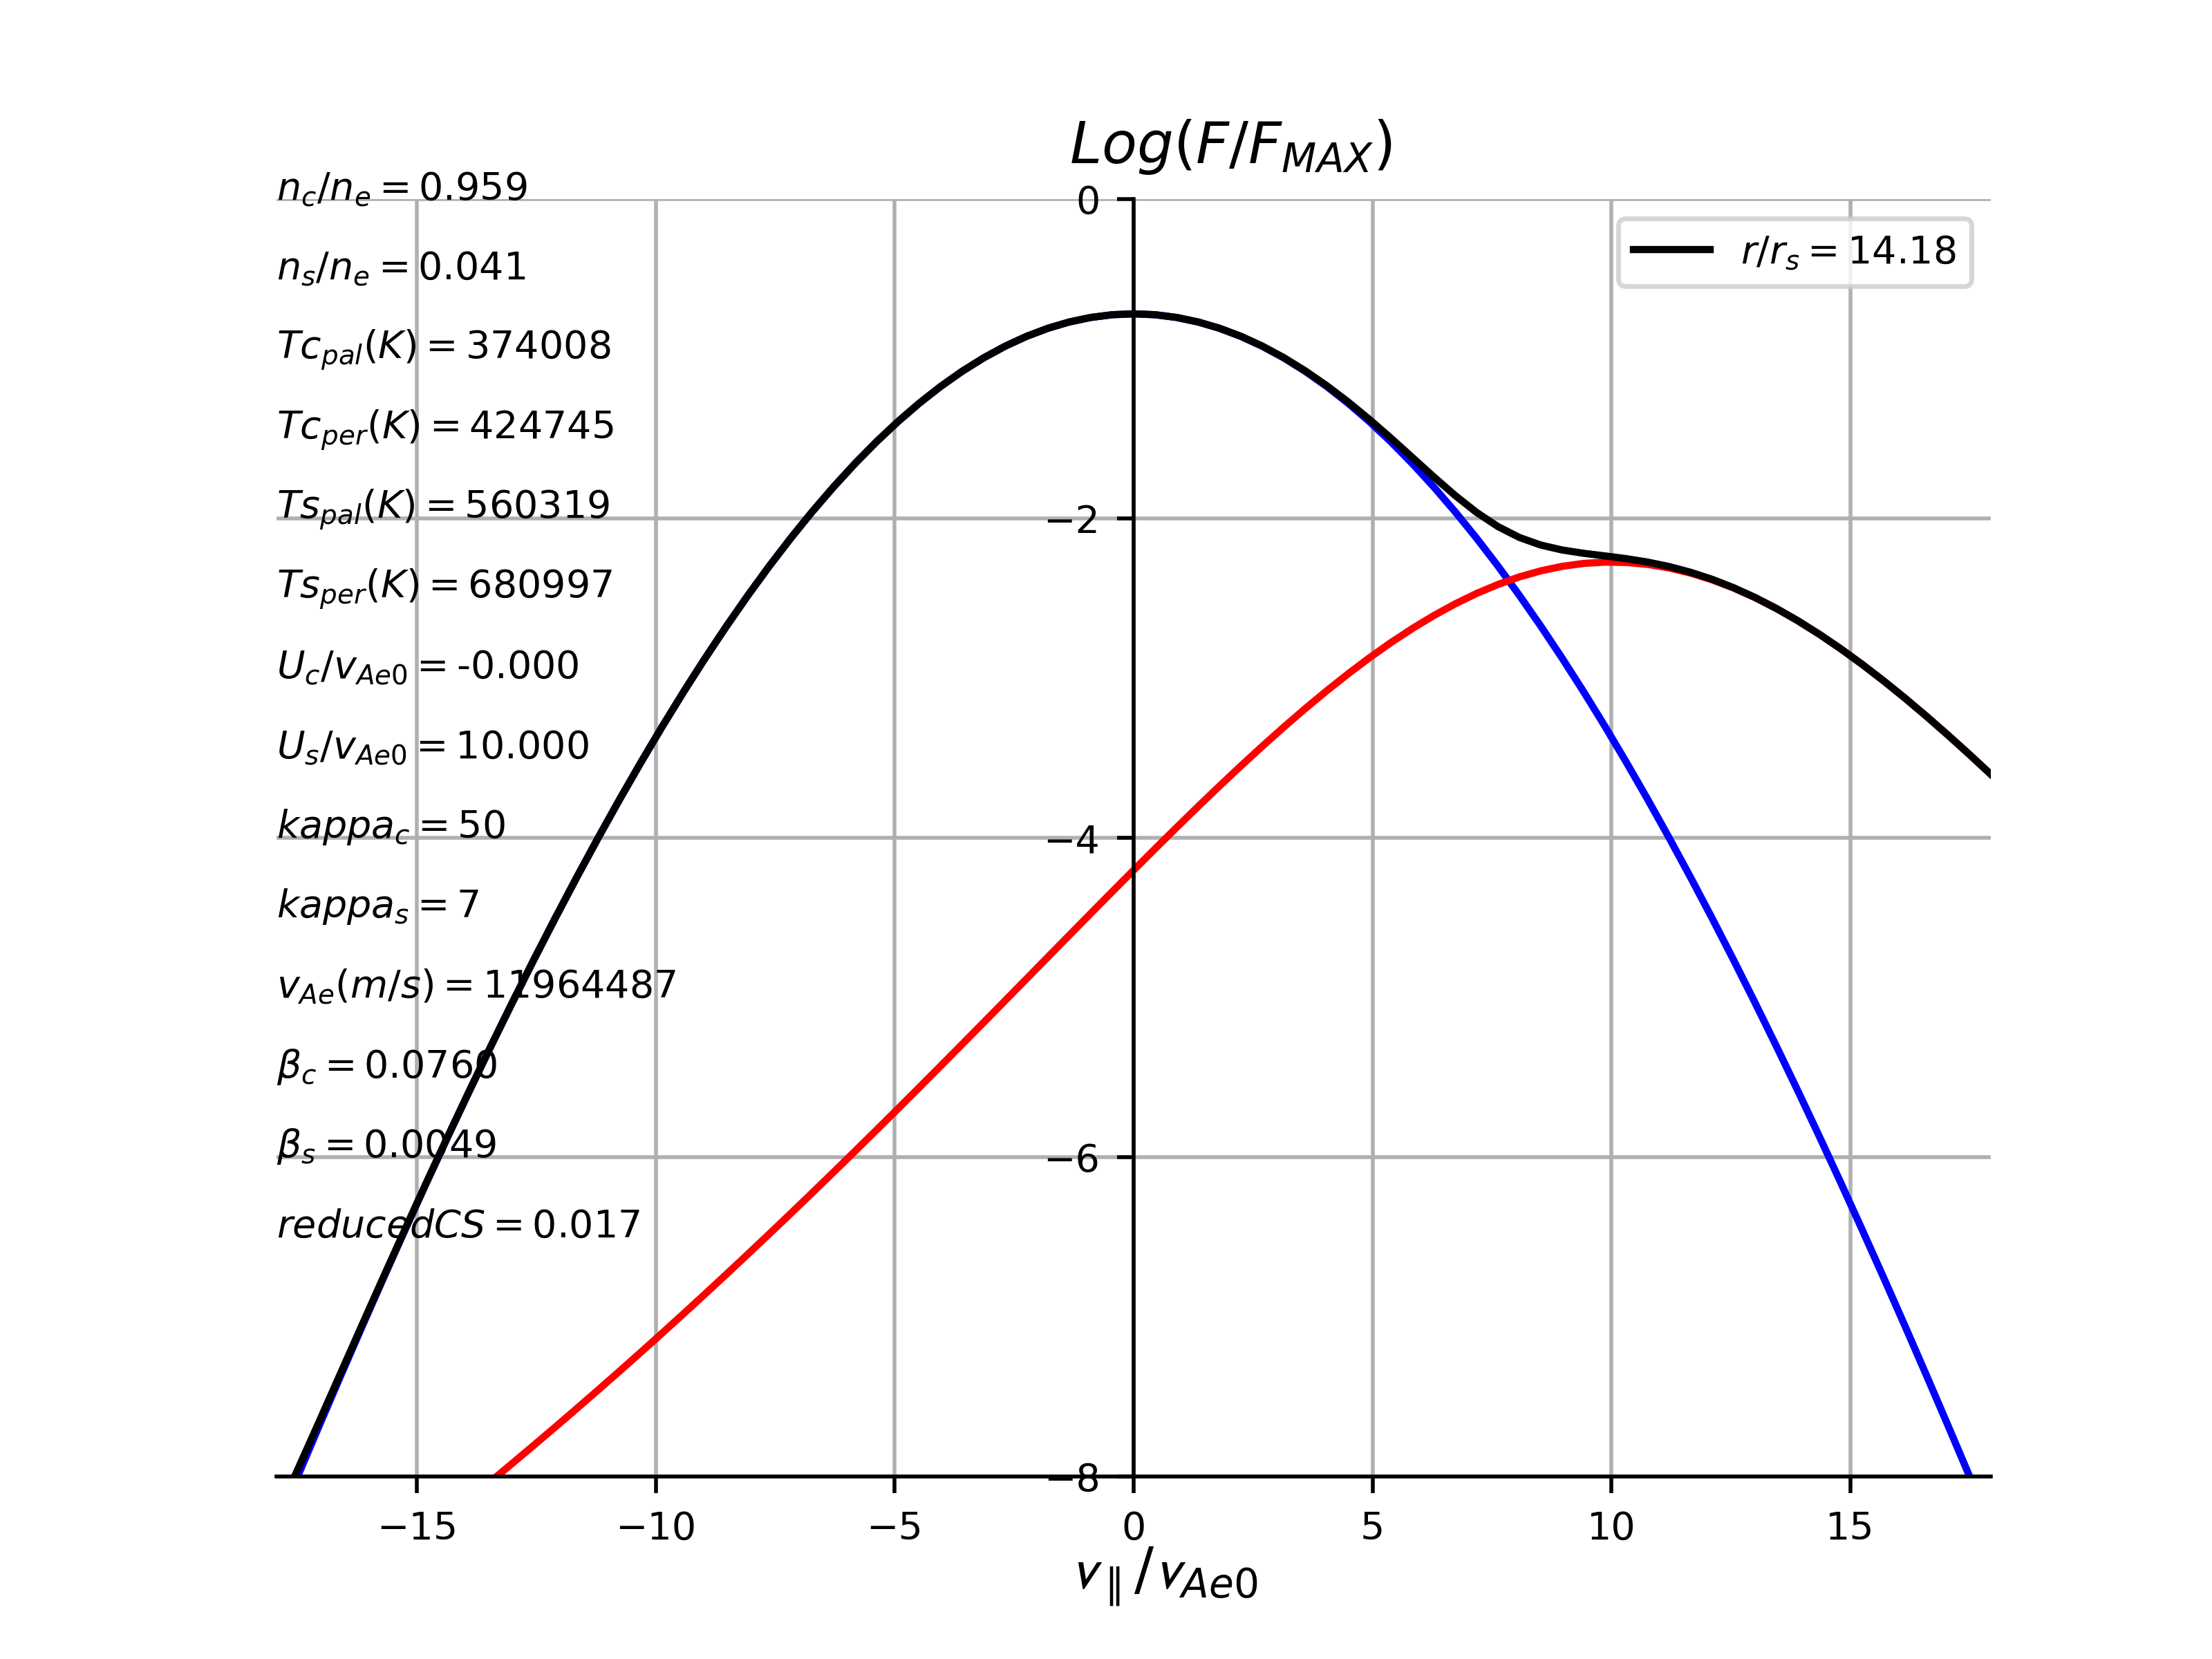 Log(F/F_MAX)
n_c/n_e = 0.959
n_s/n_e = 0.041
Tc_pal(K) = 374008
Tc_per(K) = 424745
Ts_pal(K) = 560319
Ts_per(K) = 680997
U_c/v_Ae0 = -0.000
U_s/v_Ae0 = 10.000
kappa_c = 50
kappa_s = 7
v_Ae(m/s) = 11964487
β_c = 0.0760
β_s = 0.0049
reducedCS = 0.017
r/r_s = 14.18
0
−2
−4
−6
−8
−15 −10 −5 0 5 10 15
v_∥/v_Ae0